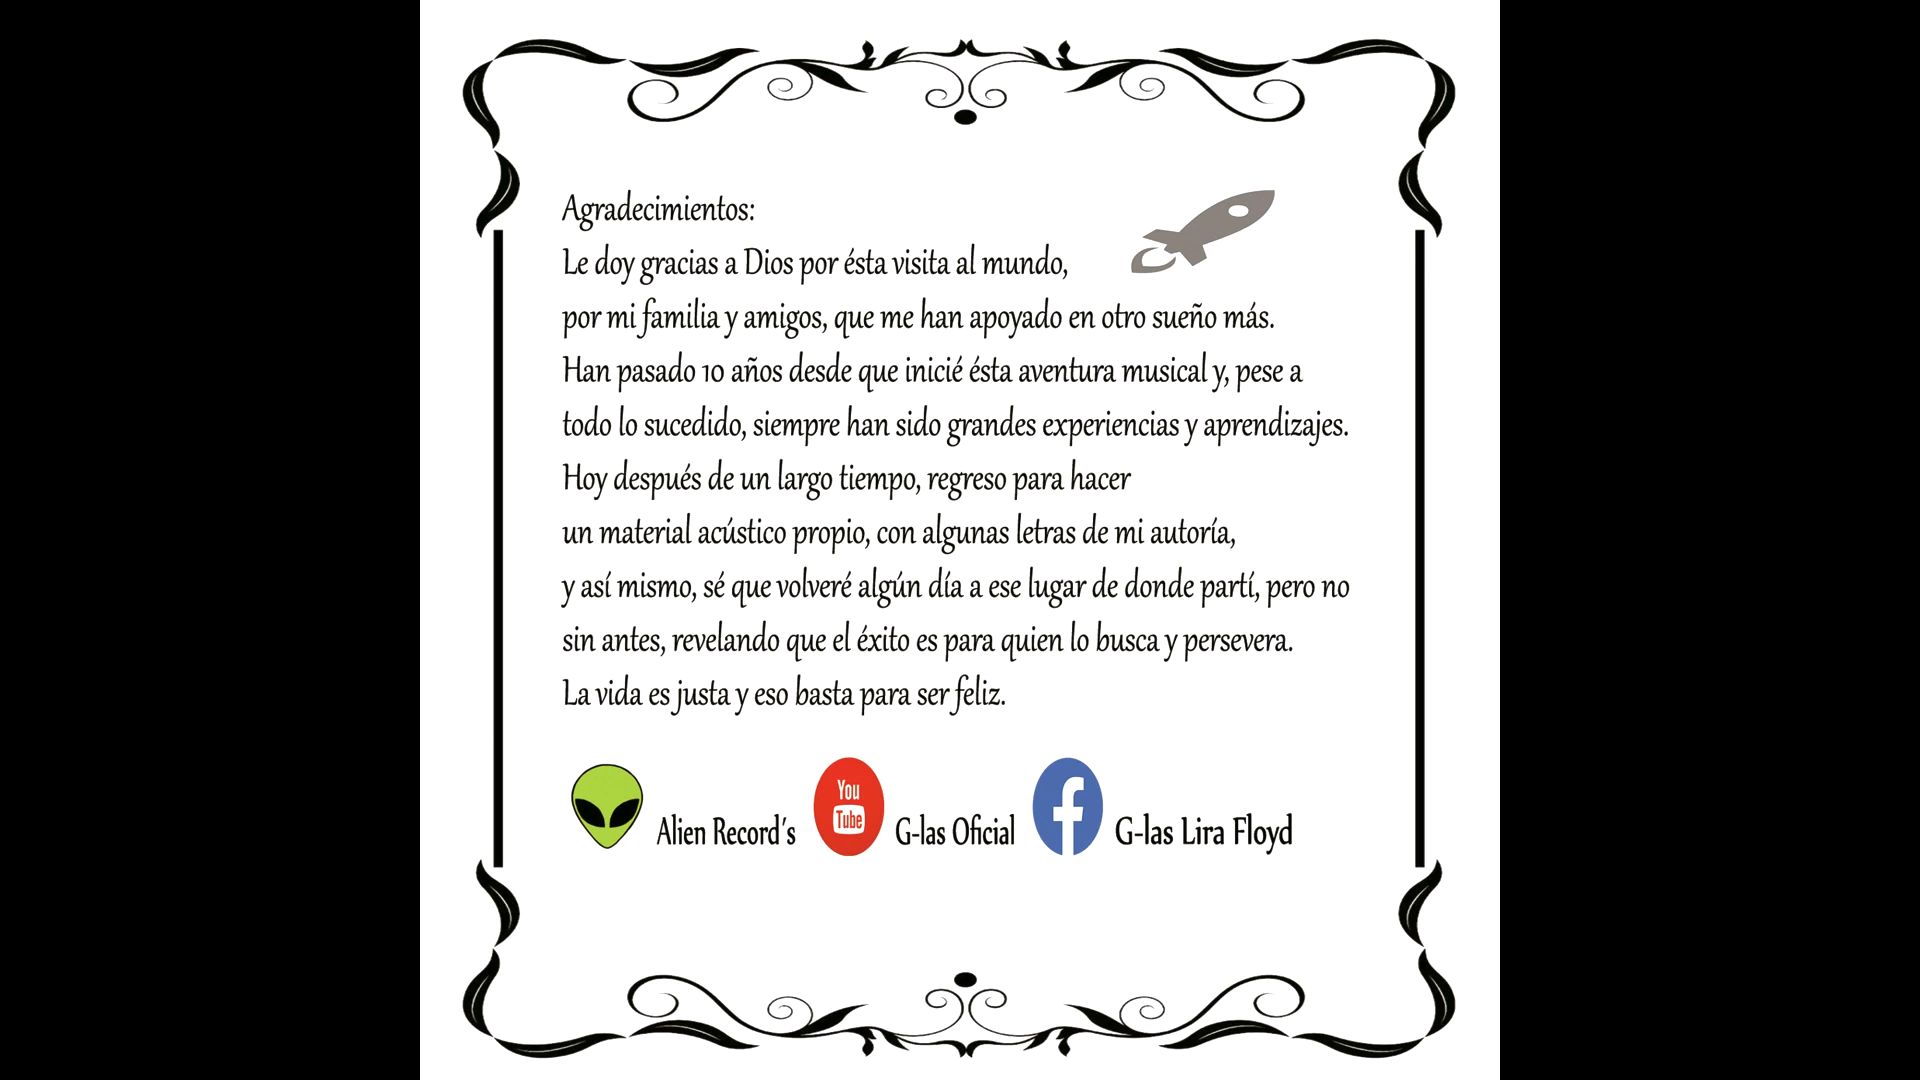 Agradecimientos:
Le doy gracias a Dios por ésta visita al mundo,
por mi familia y amigos, que me han apoyado en otro sueño más.
Han pasado 10 años desde que inicié ésta aventura musical y, pese a
todo lo sucedido, siempre han sido grandes experiencias y aprendizajes.
Hoy después de un largo tiempo, regreso para hacer
un material acústico propio, con algunas letras de mi autoría,
y así mismo, sé que volveré algún día a ese lugar de donde partí, pero no
sin antes, revelando que el éxito es para quien lo busca y persevera.
La vida es justa y eso basta para ser feliz.
Alien Record´s You Tube G-las Oficial f G-las Lira Floyd